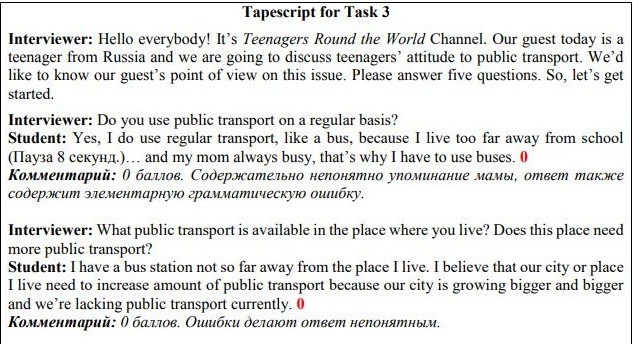 Tapescript for Task 3
Interviewer: Hello everybody! It’s Teenagers Round the World Channel. Our guest today is a
teenager from Russia and we are going to discuss teenagers’ attitude to public transport. We’d
like to know our guest’s point of view on this issue. Please answer five questions. So, let’s get
started.
Interviewer: Do you use public transport on a regular basis?
Student: Yes, I do use regular transport, like a bus, because I live too far away from school
(Пауза 8 секунд.)… and my mom always busy, that’s why I have to use buses. 0
Комментарий: 0 баллов. Содержательно непонятно упоминание мамы, ответ также
содержит элементарную грамматическую ошибку.
Interviewer: What public transport is available in the place where you live? Does this place need
more public transport?
Student: I have a bus station not so far away from the place I live. I believe that our city or place
I live need to increase amount of public transport because our city is growing bigger and bigger
and we’re lacking public transport currently. 0
Комментарий: 0 баллов. Ошибки делают ответ непонятным.